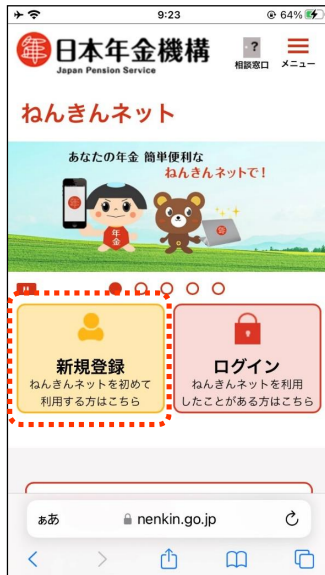 9:23
64%
日本年金機構
Japan Pension Service
?
相談窓口
メニュー
ねんきんネット
あなたの年金 簡単便利な
ねんきんネットで！
年金
新規登録
ねんきんネットを初めて
利用する方はこちら
ログイン
ねんきんネットを利用
したことがある方はこちら
ぁあ
nenkin.go.jp